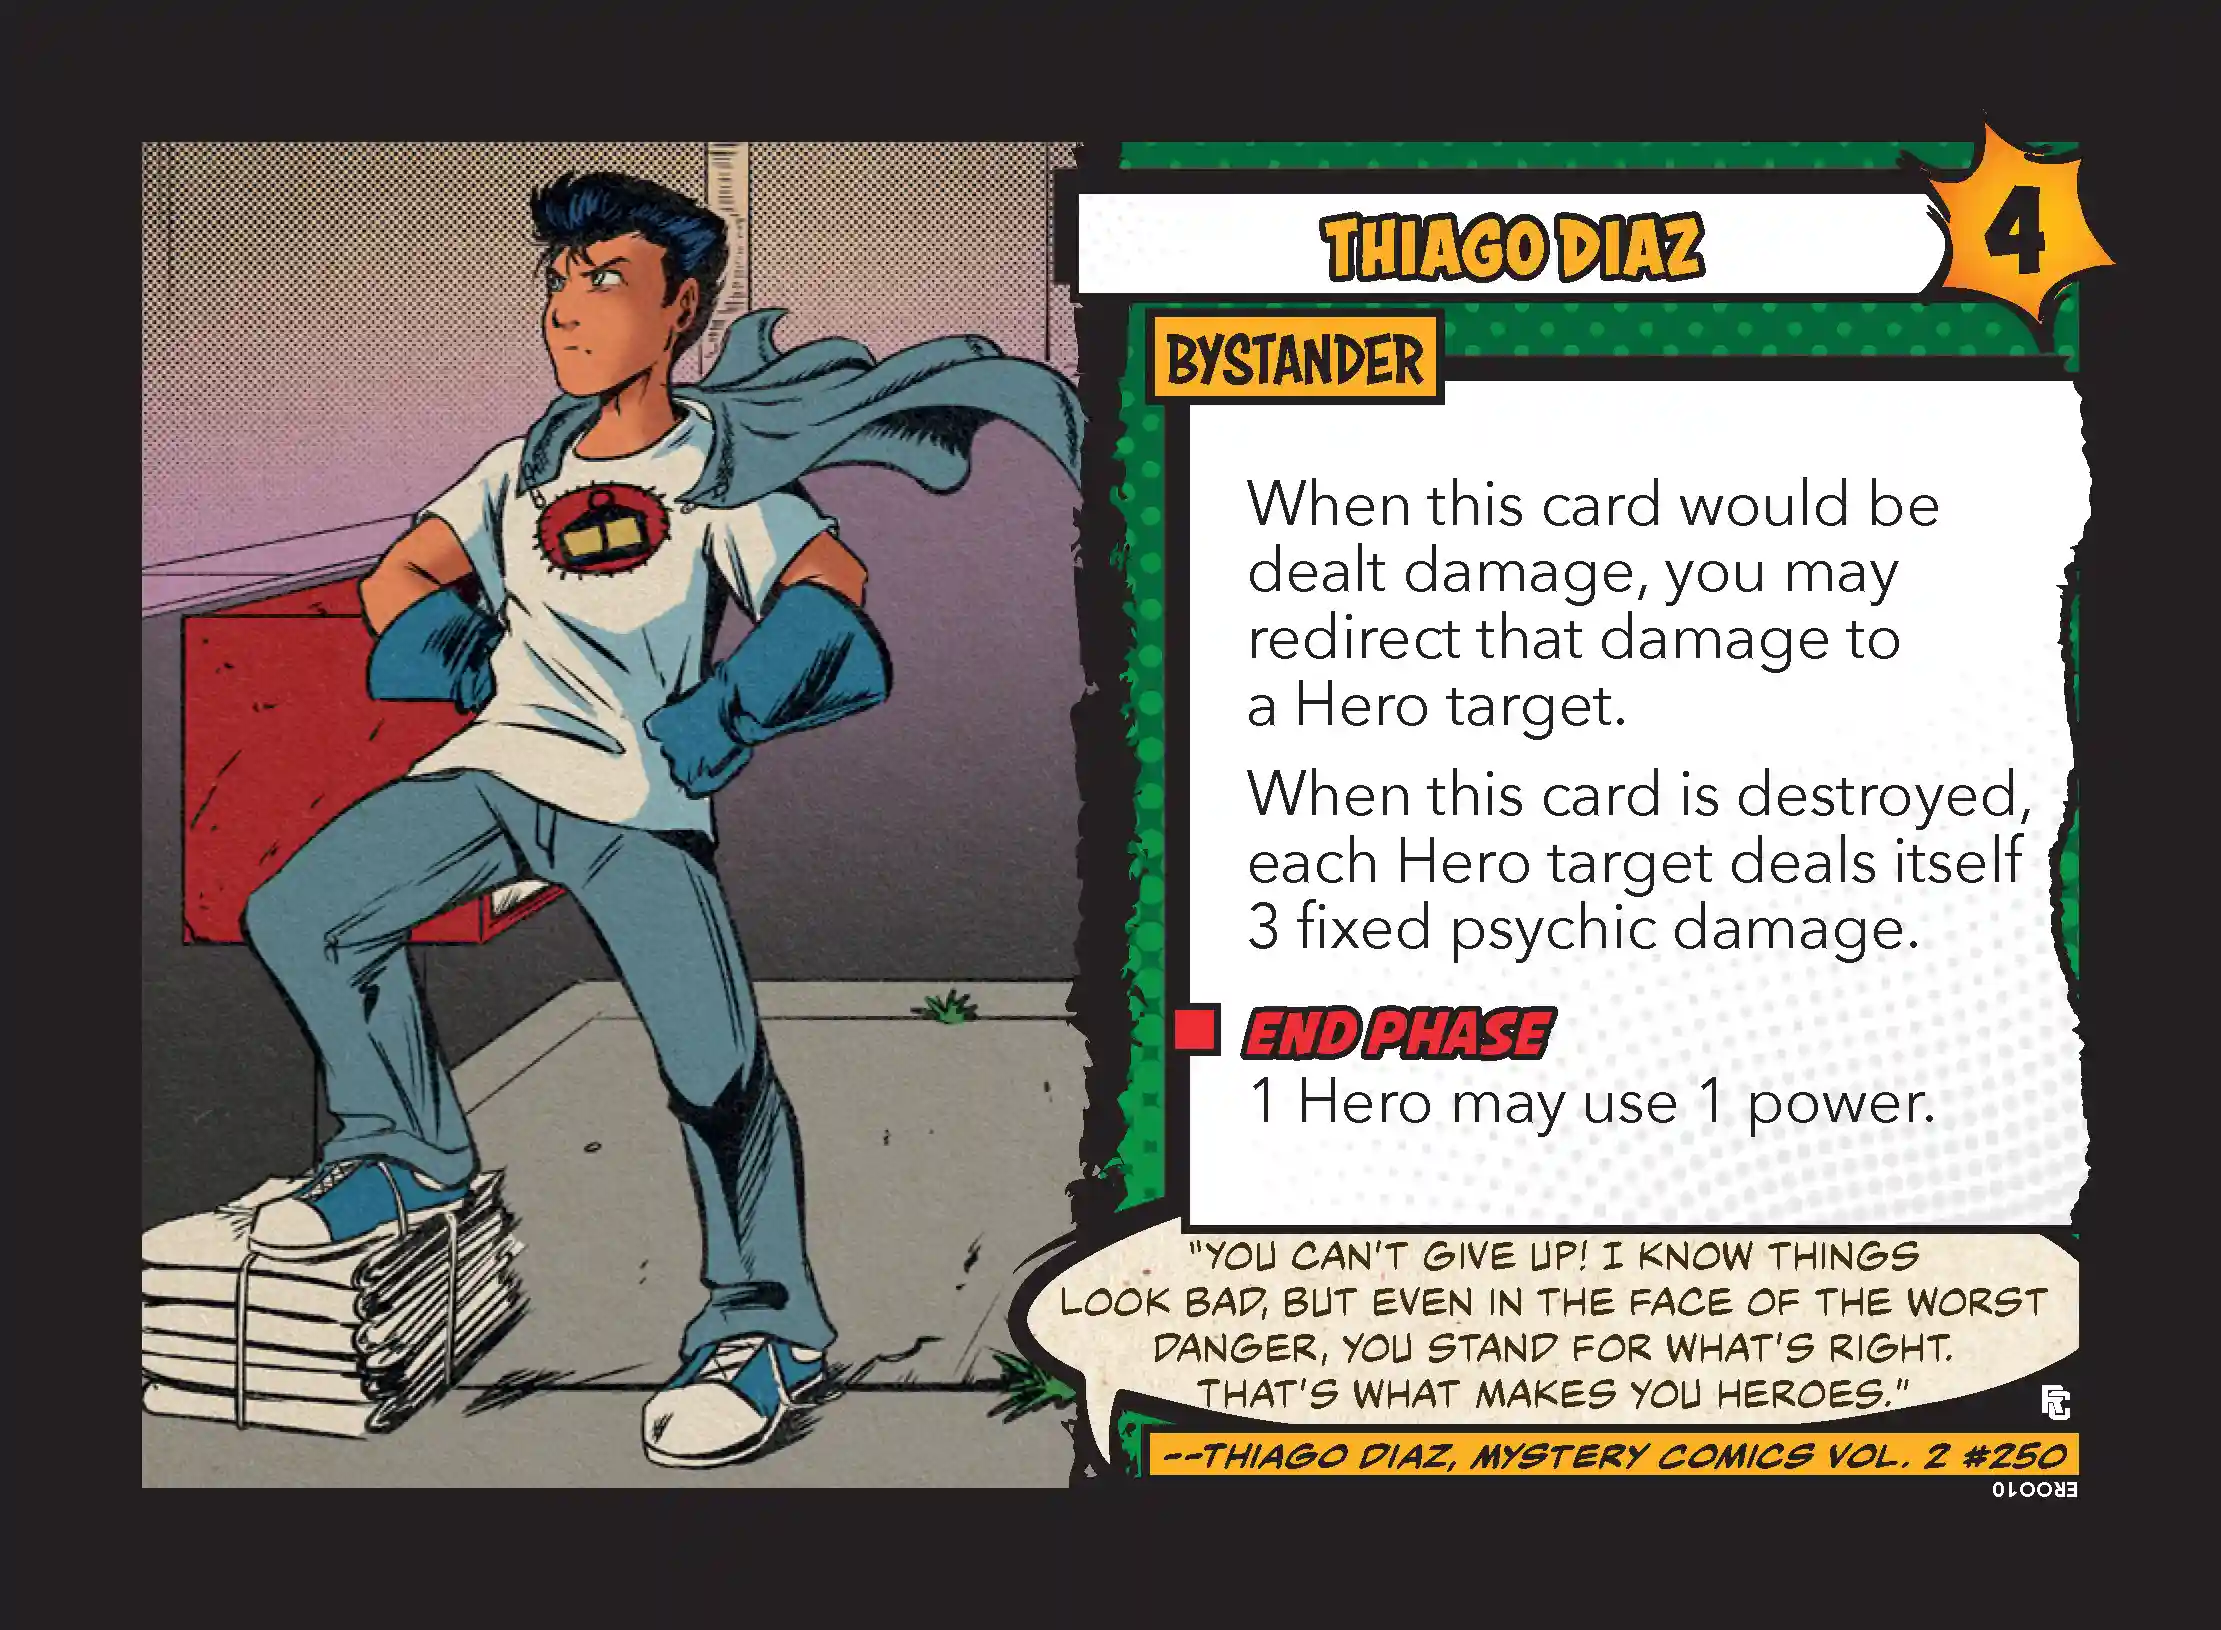 THIAGO DIAZ
4
BYSTANDER
When this card would be
dealt damage, you may
redirect that damage to
a Hero target.
When this card is destroyed,
each Hero target deals itself
3 fixed psychic damage.
END PHASE
1 Hero may use 1 power.
"YOU CAN'T GIVE UP! I KNOW THINGS
LOOK BAD, BUT EVEN IN THE FACE OF THE WORST
DANGER, YOU STAND FOR WHAT'S RIGHT.
THAT'S WHAT MAKES YOU HEROES."
--THIAGO DIAZ, MYSTERY COMICS VOL. 2 #250
ER0010